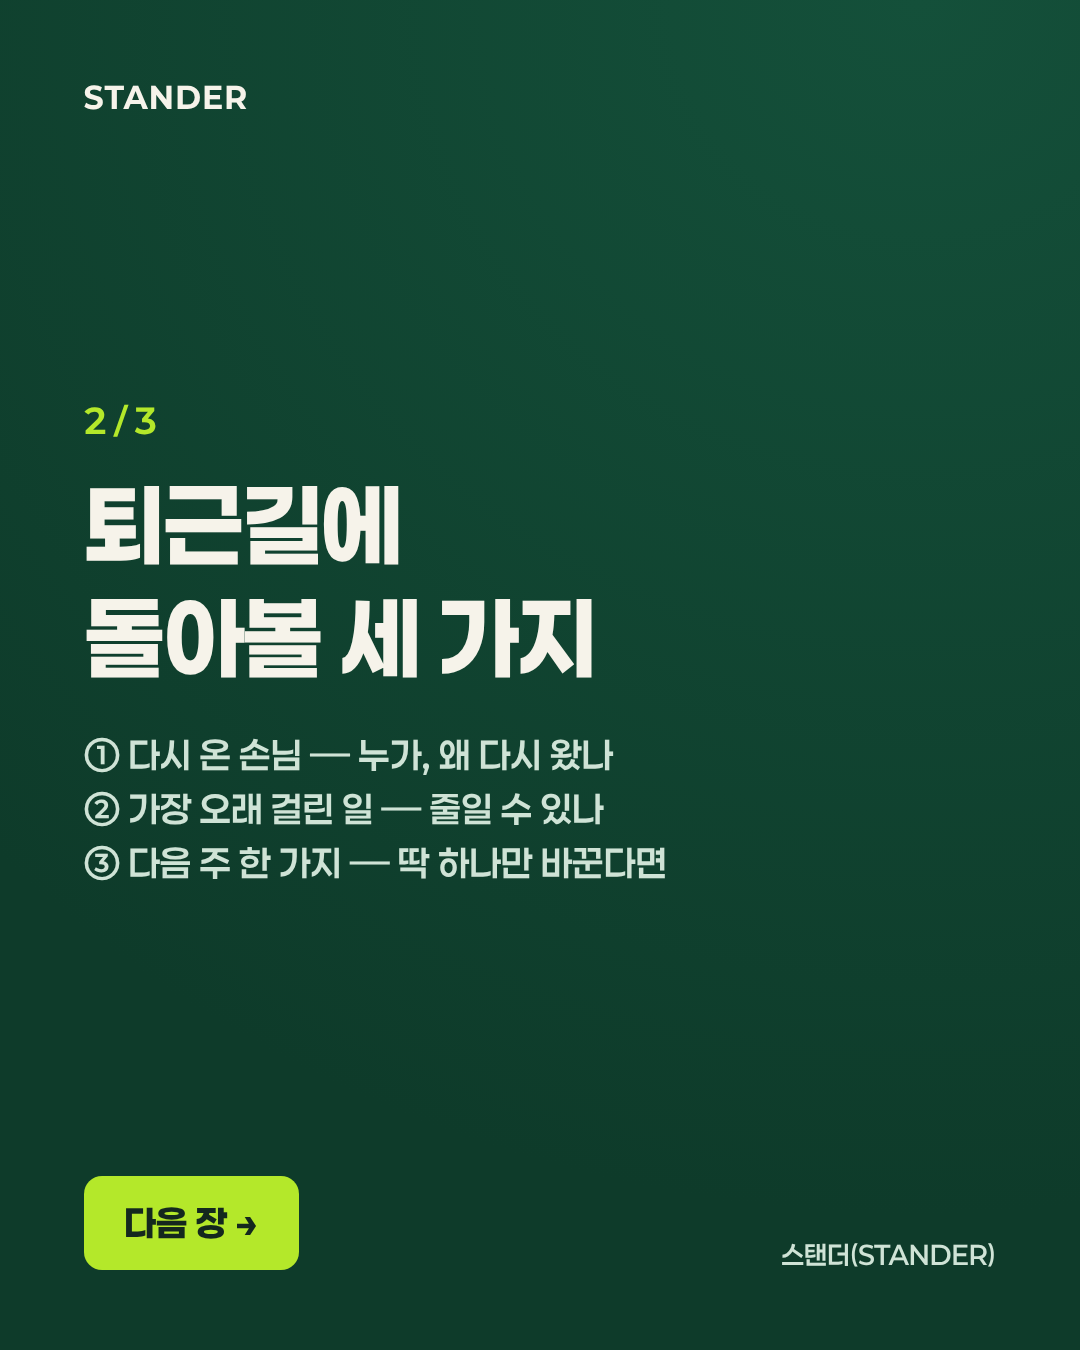 STANDER
2 / 3
퇴근길에
돌아볼 세 가지
① 다시 온 손님 — 누가, 왜 다시 왔나
② 가장 오래 걸린 일 — 줄일 수 있나
③ 다음 주 한 가지 — 딱 하나만 바꾼다면
다음 장 →
스탠더(STANDER)